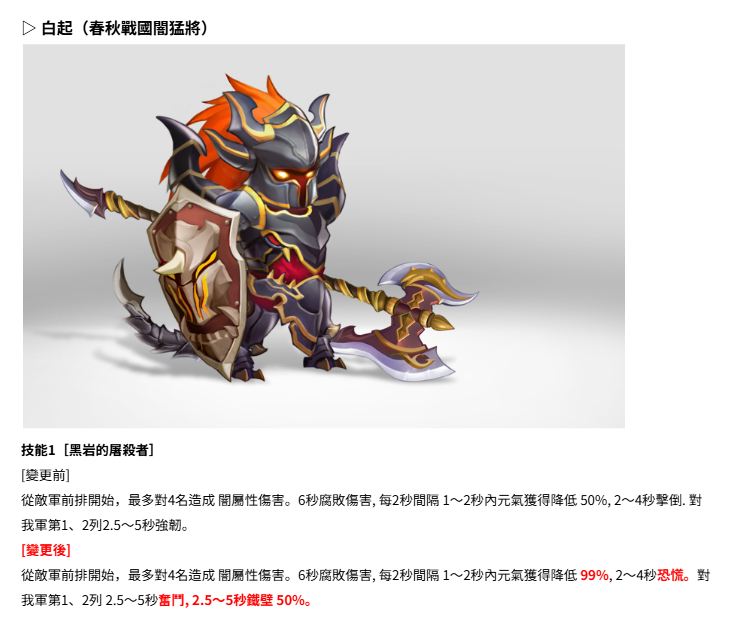 ▷ 白起（春秋戰國闇猛將）
技能1［黑岩的屠殺者］
[變更前]
從敵軍前排開始，最多對4名造成 闇屬性傷害。6秒腐敗傷害, 每2秒間隔 1～2秒內元氣獲得降低 50%, 2～4秒擊倒. 對
我軍第1、2列2.5～5秒強韌。
[變更後]
從敵軍前排開始，最多對4名造成 闇屬性傷害。6秒腐敗傷害, 每2秒間隔 1～2秒內元氣獲得降低 99%, 2～4秒恐慌。對
我軍第1、2列 2.5～5秒奮鬥, 2.5～5秒鐵壁 50%。